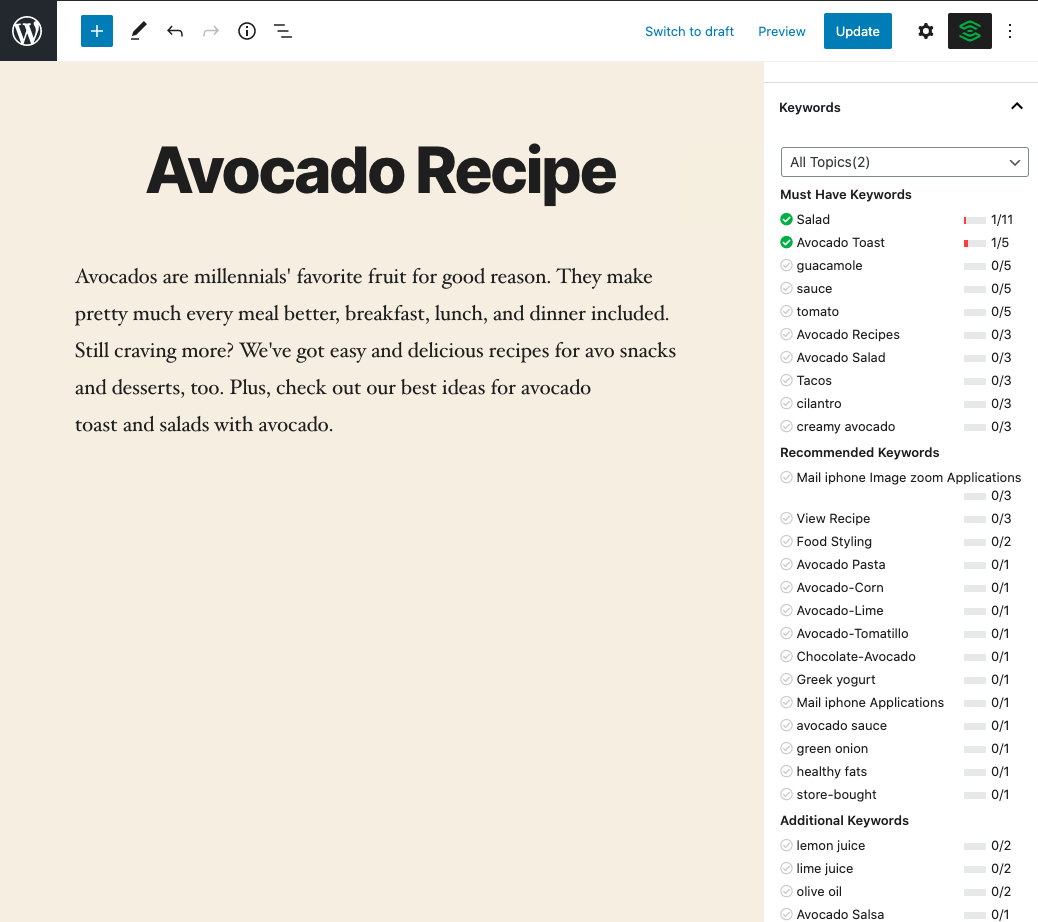 Switch to draft Preview Update
Keywords
All Topics(2)
Avocado Recipe
Avocados are millennials' favorite fruit for good reason. They make
pretty much every meal better, breakfast, lunch, and dinner included.
Still craving more? We've got easy and delicious recipes for avo snacks
and desserts, too. Plus, check out our best ideas for avocado
toast and salads with avocado.
Must Have Keywords
Salad 1/11
Avocado Toast 1/5
guacamole 0/5
sauce 0/5
tomato 0/5
Avocado Recipes 0/3
Avocado Salad 0/3
Tacos 0/3
cilantro 0/3
creamy avocado 0/3
Recommended Keywords
Mail iphone Image zoom Applications
0/3
View Recipe 0/3
Food Styling 0/2
Avocado Pasta 0/1
Avocado-Corn 0/1
Avocado-Lime 0/1
Avocado-Tomatillo 0/1
Chocolate-Avocado 0/1
Greek yogurt 0/1
Mail iphone Applications 0/1
avocado sauce 0/1
green onion 0/1
healthy fats 0/1
store-bought 0/1
Additional Keywords
lemon juice 0/2
lime juice 0/2
olive oil 0/2
Avocado Salsa 0/1